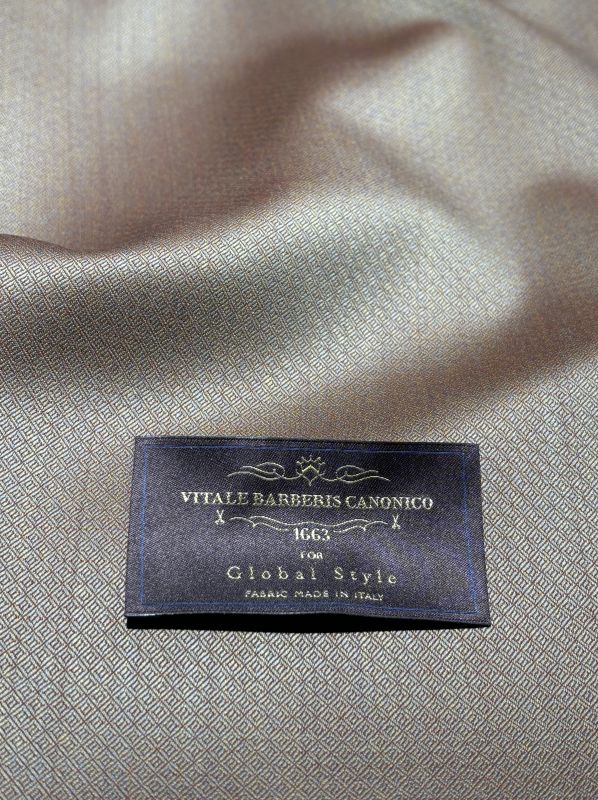 VITALE BARBERIS CANONICO
1663
FOR
Global Style
FABRIC MADE IN ITALY